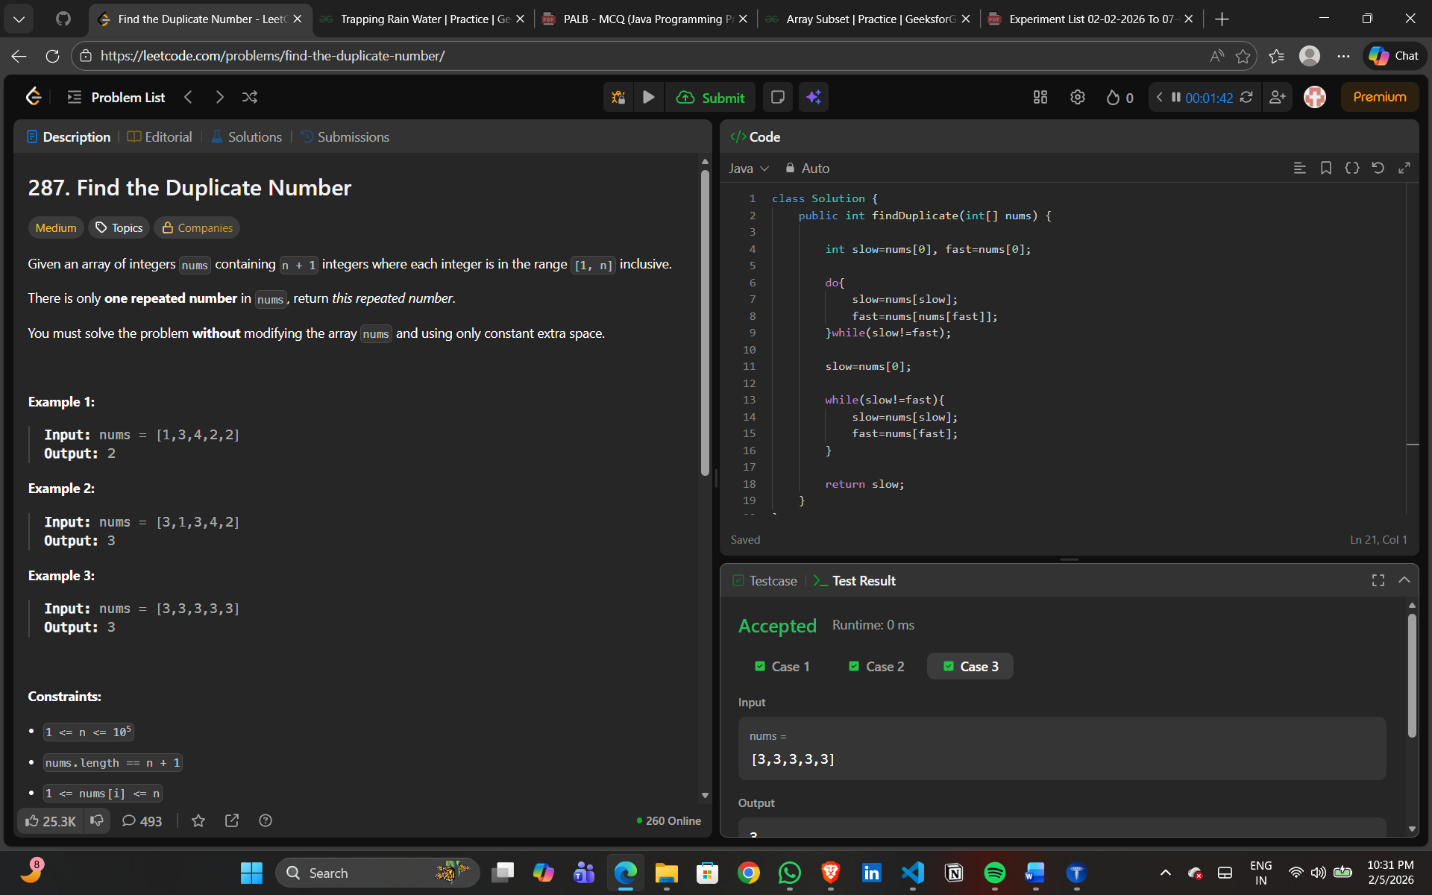 Find the Duplicate Number - LeetC
Trapping Rain Water | Practice | Ge
PALB - MCQ (Java Programming P
Array Subset | Practice | GeeksforG
Experiment List 02-02-2026 To 07-
https://leetcode.com/problems/find-the-duplicate-number/
Chat
Problem List
Submit
0
00:01:42
Premium
Description
Editorial
Solutions
Submissions
287. Find the Duplicate Number
Medium
Topics
Companies
Given an array of integers nums containing n + 1 integers where each integer is in the range [1, n] inclusive.
There is only one repeated number in nums, return this repeated number.
You must solve the problem without modifying the array nums and using only constant extra space.
Example 1:
Input: nums = [1,3,4,2,2]
Output: 2
Example 2:
Input: nums = [3,1,3,4,2]
Output: 3
Example 3:
Input: nums = [3,3,3,3,3]
Output: 3
Constraints:
• 1 <= n <= 10⁵
• nums.length == n + 1
• 1 <= nums[i] <= n
25.3K
493
260 Online
</> Code
Java
Auto
1 class Solution {
2 public int findDuplicate(int[] nums) {
3
4 int slow=nums[0], fast=nums[0];
5
6 do{
7 slow=nums[slow];
8 fast=nums[nums[fast]];
9 }while(slow!=fast);
10
11 slow=nums[0];
12
13 while(slow!=fast){
14 slow=nums[slow];
15 fast=nums[fast];
16 }
17
18 return slow;
19 }
Saved
Ln 21, Col 1
Testcase
>_ Test Result
Accepted
Runtime: 0 ms
Case 1
Case 2
Case 3
Input
nums =
[3,3,3,3,3]
Output
3
8
Search
ENG
IN
10:31 PM
2/5/2026